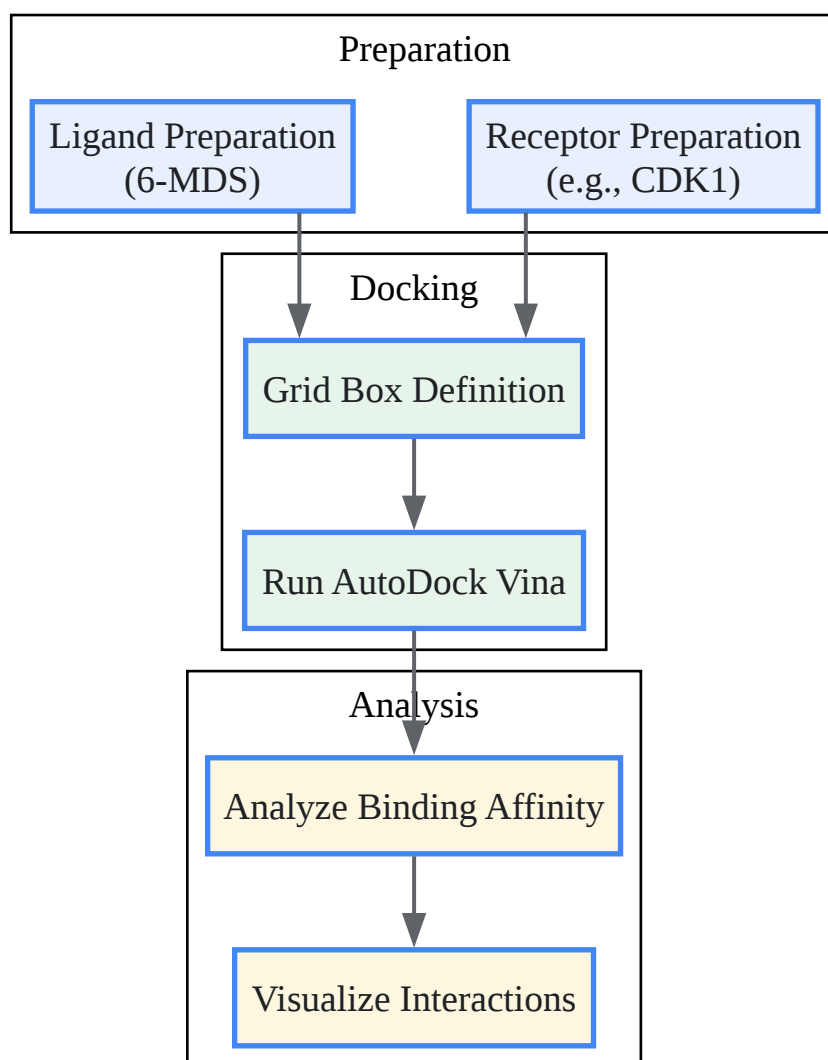 Preparation
Ligand Preparation
(6-MDS)
Receptor Preparation
(e.g., CDK1)
Docking
Grid Box Definition
Run AutoDock Vina
Analysis
Analyze Binding Affinity
Visualize Interactions